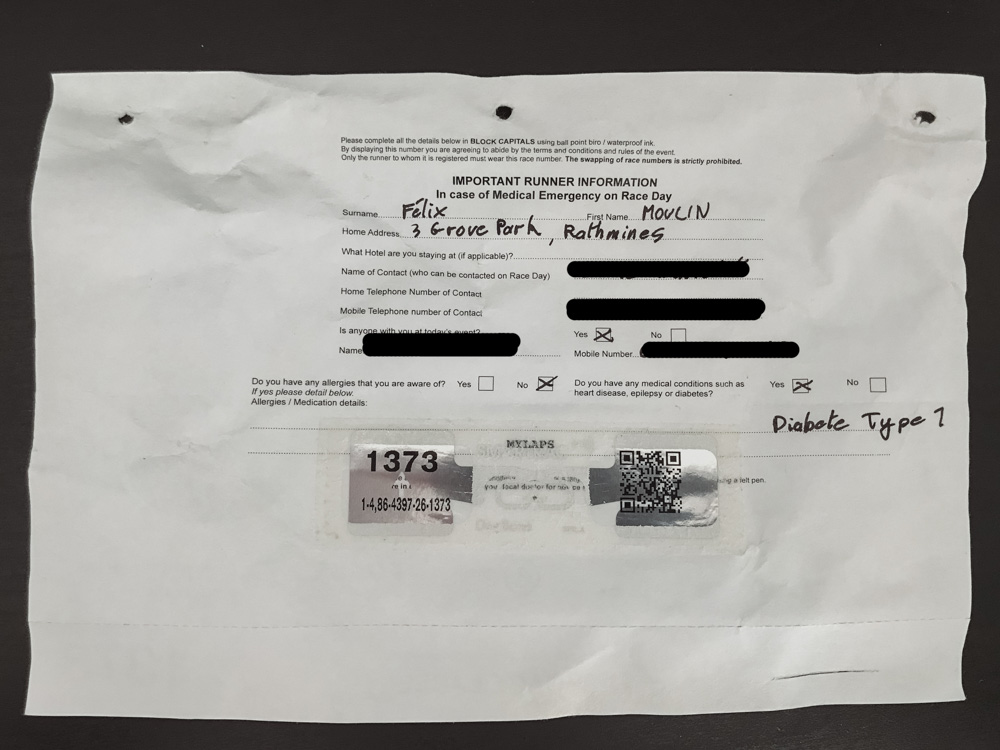 Please complete all the details below in BLOCK CAPITALS using ball point biro / waterproof ink.
By displaying this number you are agreeing to abide by the terms and conditions and rules of the event.
Only the runner to whom it is registered must wear this race number. The swapping of race numbers is strictly prohibited.
IMPORTANT RUNNER INFORMATION
In case of Medical Emergency on Race Day
Surname Félix First Name MOULIN
Home Address 3 Grove Park, Rathmines
What Hotel are you staying at (if applicable)?
Name of Contact (who can be contacted on Race Day)
Home Telephone Number of Contact
Mobile Telephone number of Contact
Is anyone with you at today's event? Yes No
Name Mobile Number
Do you have any allergies that you are aware of? Yes No Do you have any medical conditions such as Yes No
If yes please detail below. heart disease, epilepsy or diabetes?
Allergies / Medication details:
Diabete Type 1
MYLAPS
1373
you local doctor for
a felt pen.
1-4,86-4397-26-1373